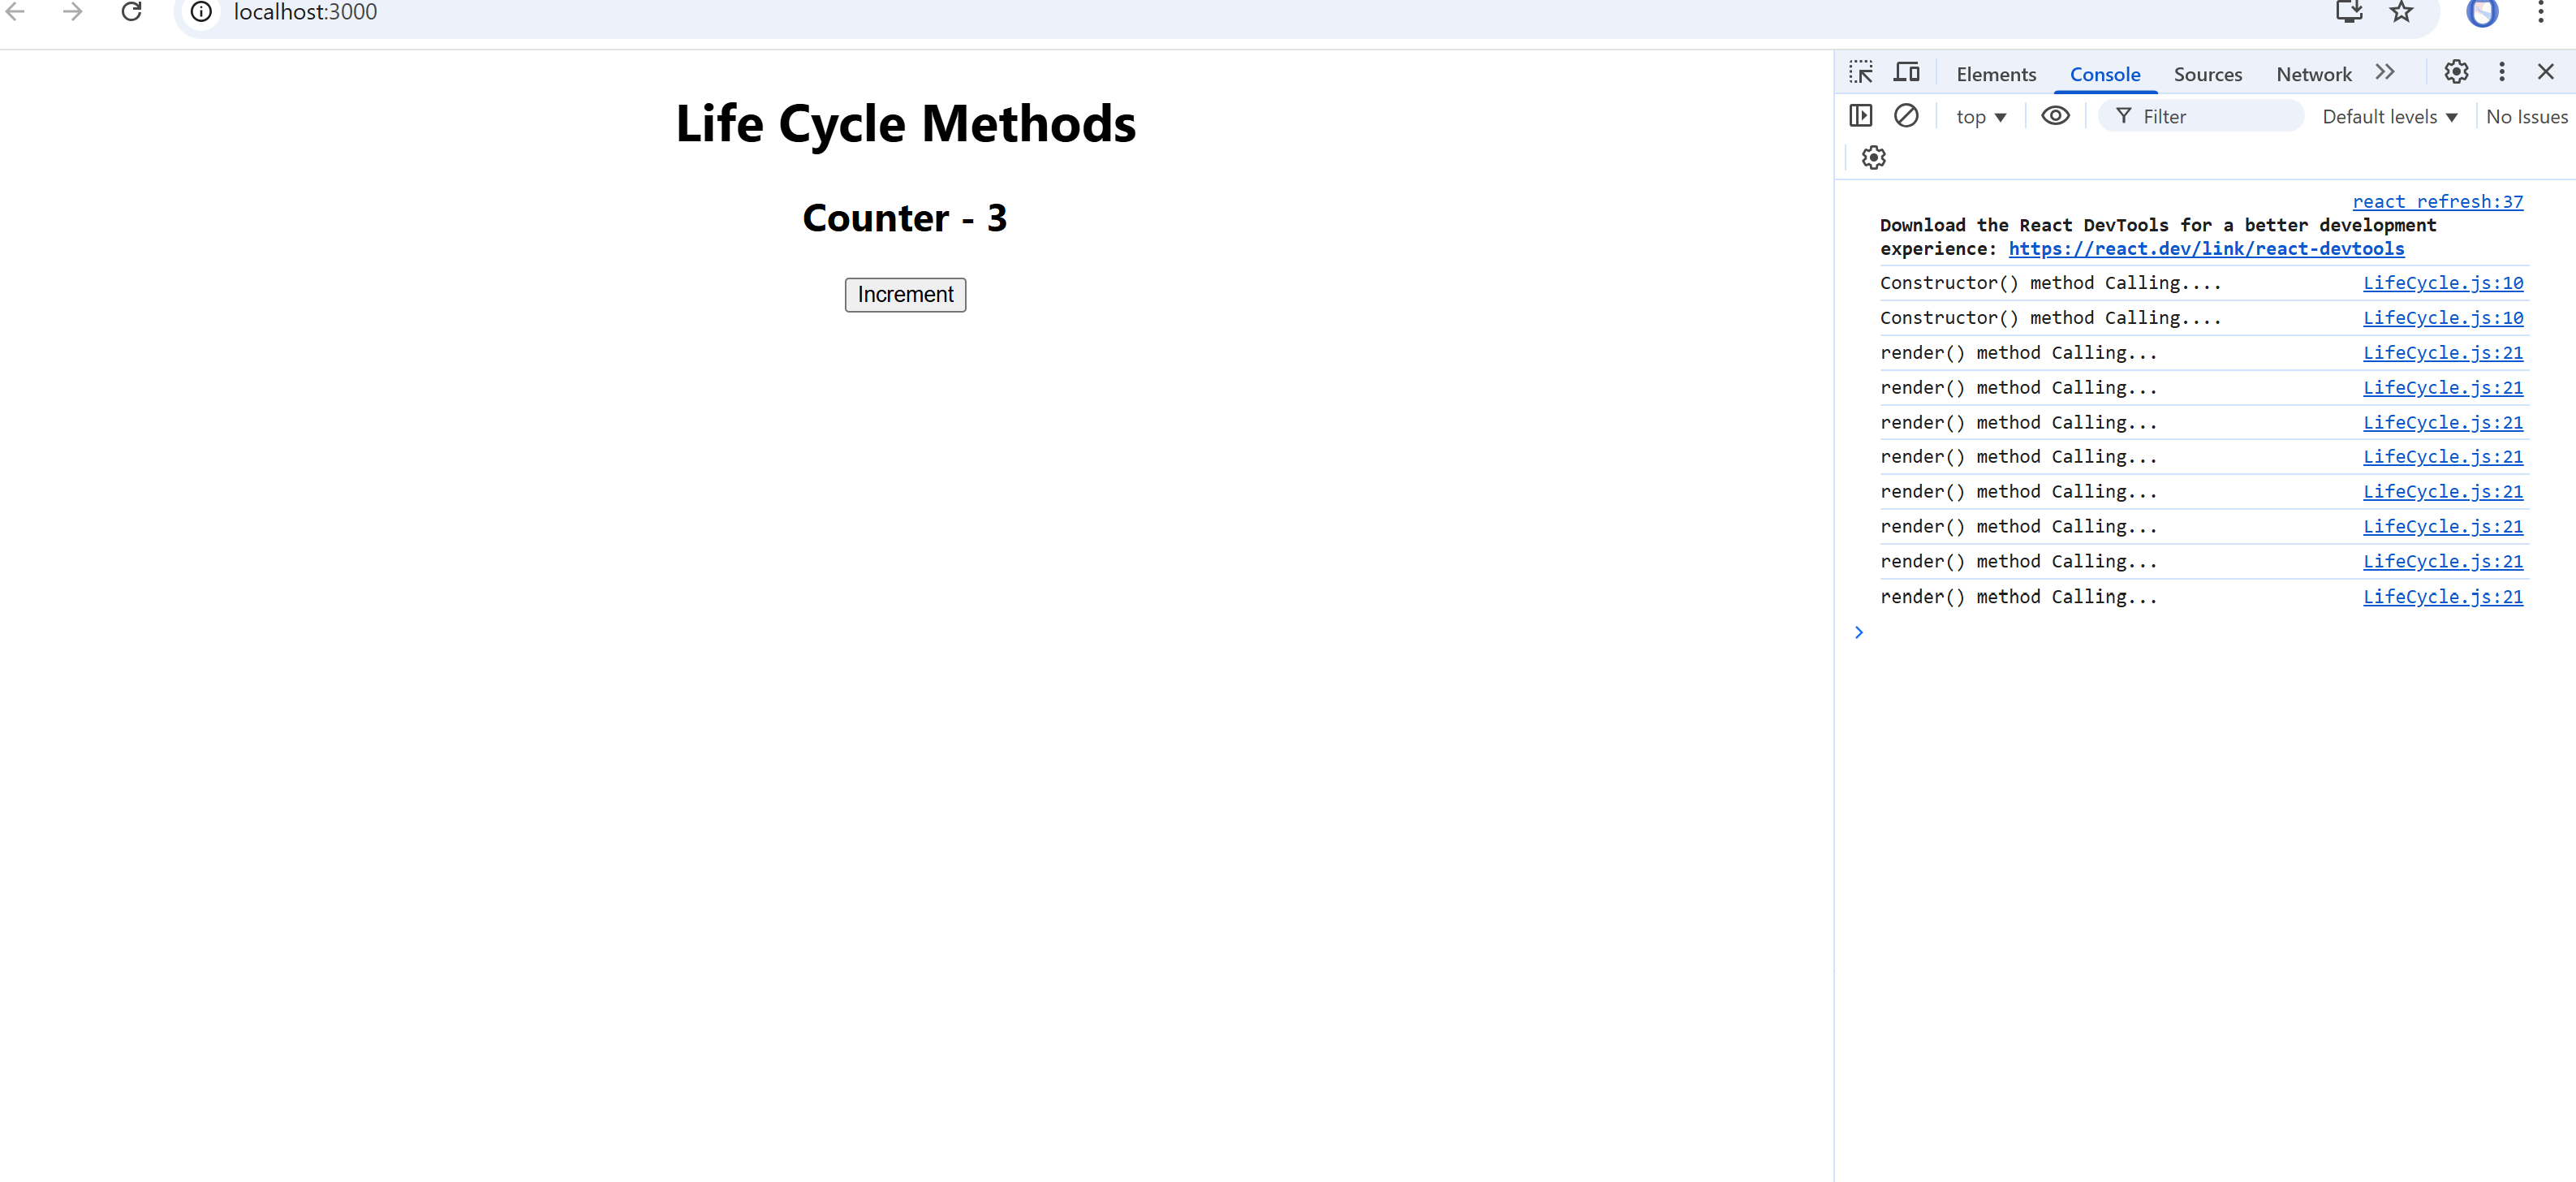 localhost:3000
Elements Console Sources Network
top Filter Default levels No Issues
Life Cycle Methods
Counter - 3
Increment
react refresh:37
Download the React DevTools for a better development
experience: https://react.dev/link/react-devtools
Constructor() method Calling.... LifeCycle.js:10
Constructor() method Calling.... LifeCycle.js:10
render() method Calling... LifeCycle.js:21
render() method Calling... LifeCycle.js:21
render() method Calling... LifeCycle.js:21
render() method Calling... LifeCycle.js:21
render() method Calling... LifeCycle.js:21
render() method Calling... LifeCycle.js:21
render() method Calling... LifeCycle.js:21
render() method Calling... LifeCycle.js:21